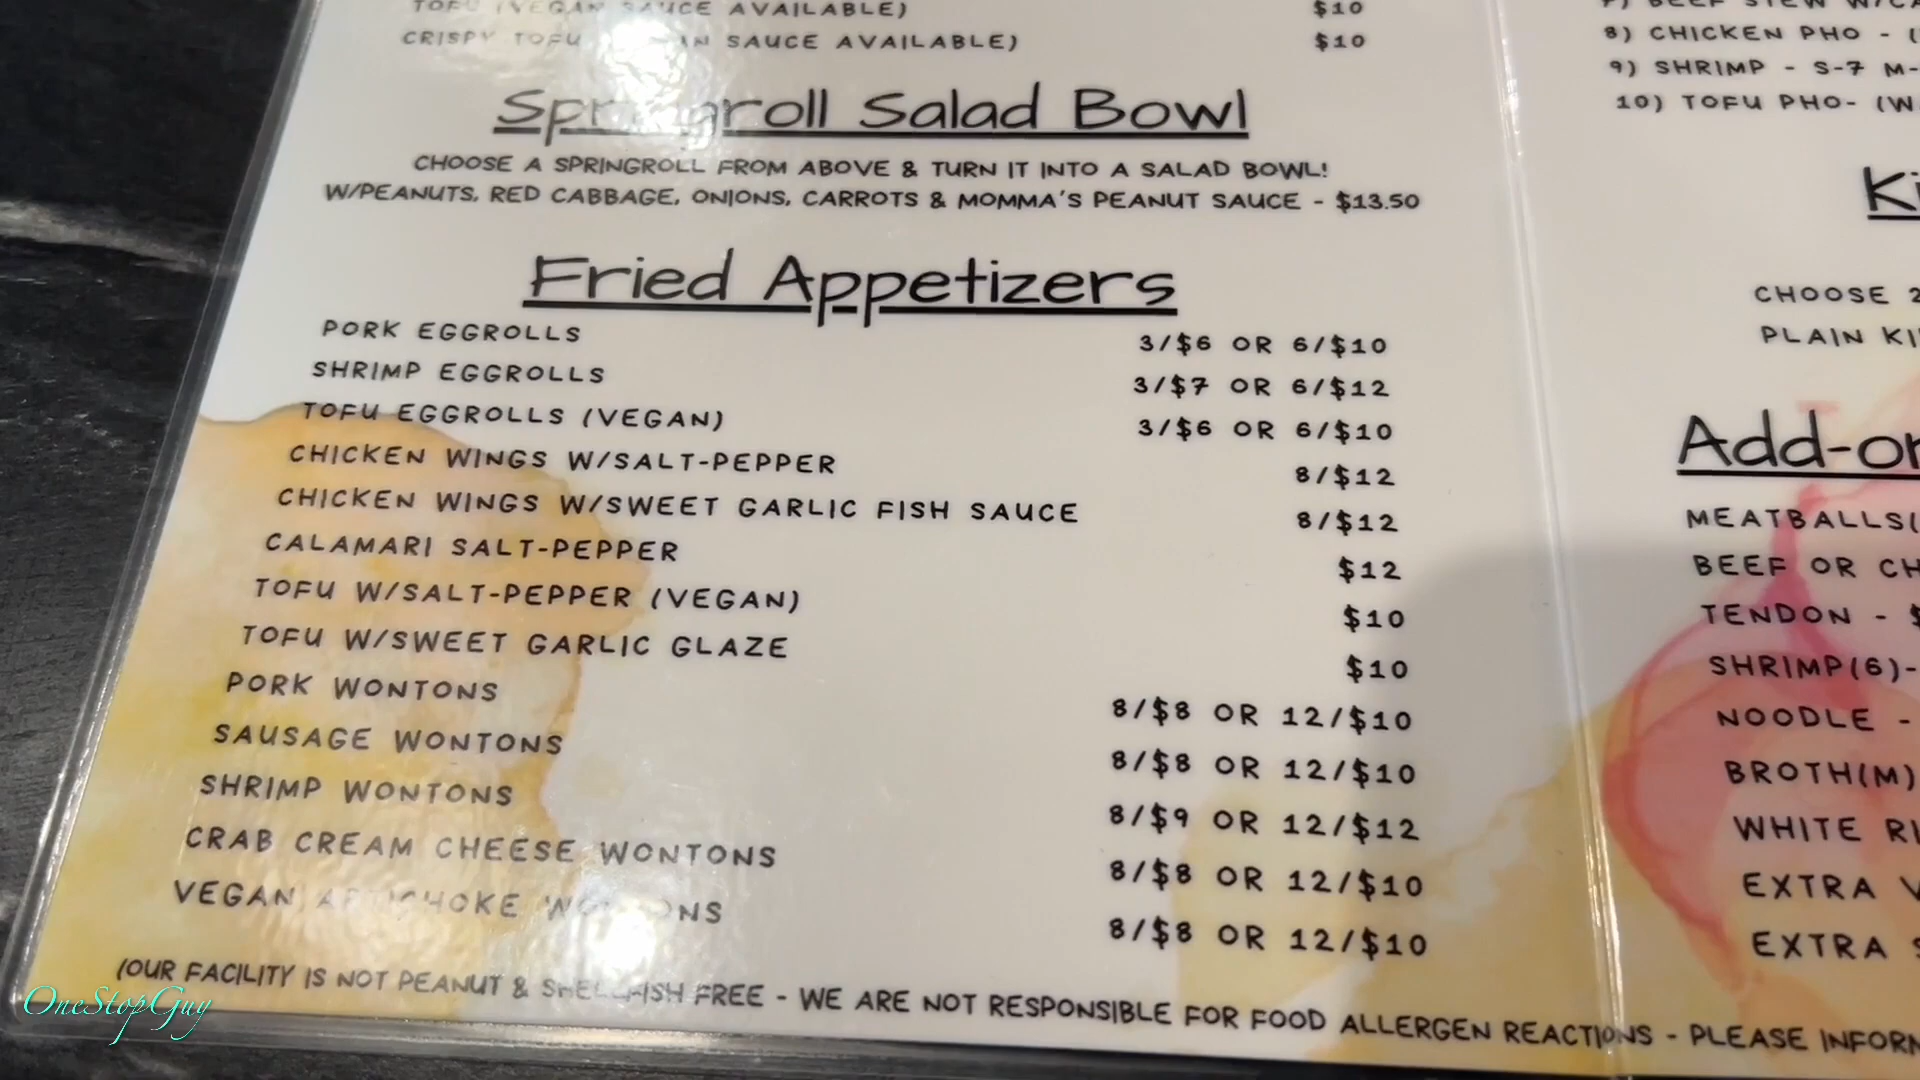 TOFU (VEGAN SAUCE AVAILABLE) $10
CRISPY TOFU SAUCE AVAILABLE) $10
Springroll Salad Bowl
CHOOSE A SPRINGROLL FROM ABOVE & TURN IT INTO A SALAD BOWL!
W/PEANUTS, RED CABBAGE, ONIONS, CARROTS & MOMMA'S PEANUT SAUCE - $13.50
Fried Appetizers
PORK EGGROLLS 3/$6 OR 6/$10
SHRIMP EGGROLLS 3/$7 OR 6/$12
TOFU EGGROLLS (VEGAN) 3/$6 OR 6/$10
CHICKEN WINGS W/SALT-PEPPER 8/$12
CHICKEN WINGS W/SWEET GARLIC FISH SAUCE 8/$12
CALAMARI SALT-PEPPER $12
TOFU W/SALT-PEPPER (VEGAN) $10
TOFU W/SWEET GARLIC GLAZE $10
PORK WONTONS 8/$8 OR 12/$10
SAUSAGE WONTONS 8/$8 OR 12/$10
SHRIMP WONTONS 8/$9 OR 12/$12
CRAB CREAM CHEESE WONTONS 8/$8 OR 12/$10
VEGAN ARTICHOKE WONTONS 8/$8 OR 12/$10
(OUR FACILITY IS NOT PEANUT & SHELLFISH FREE - WE ARE NOT RESPONSIBLE FOR FOOD ALLERGEN REACTIONS - PLEASE INFORM
8) CHICKEN PHO - (
9) SHRIMP - S-7 M-
10) TOFU PHO- (W
CHOOSE 2
PLAIN
Add-on
MEATBALLS(
BEEF OR
TENDON - $
SHRIMP(6)-
NOODLE -
BROTH(M)
WHITE
EXTRA
EXTRA
OneStopGuy